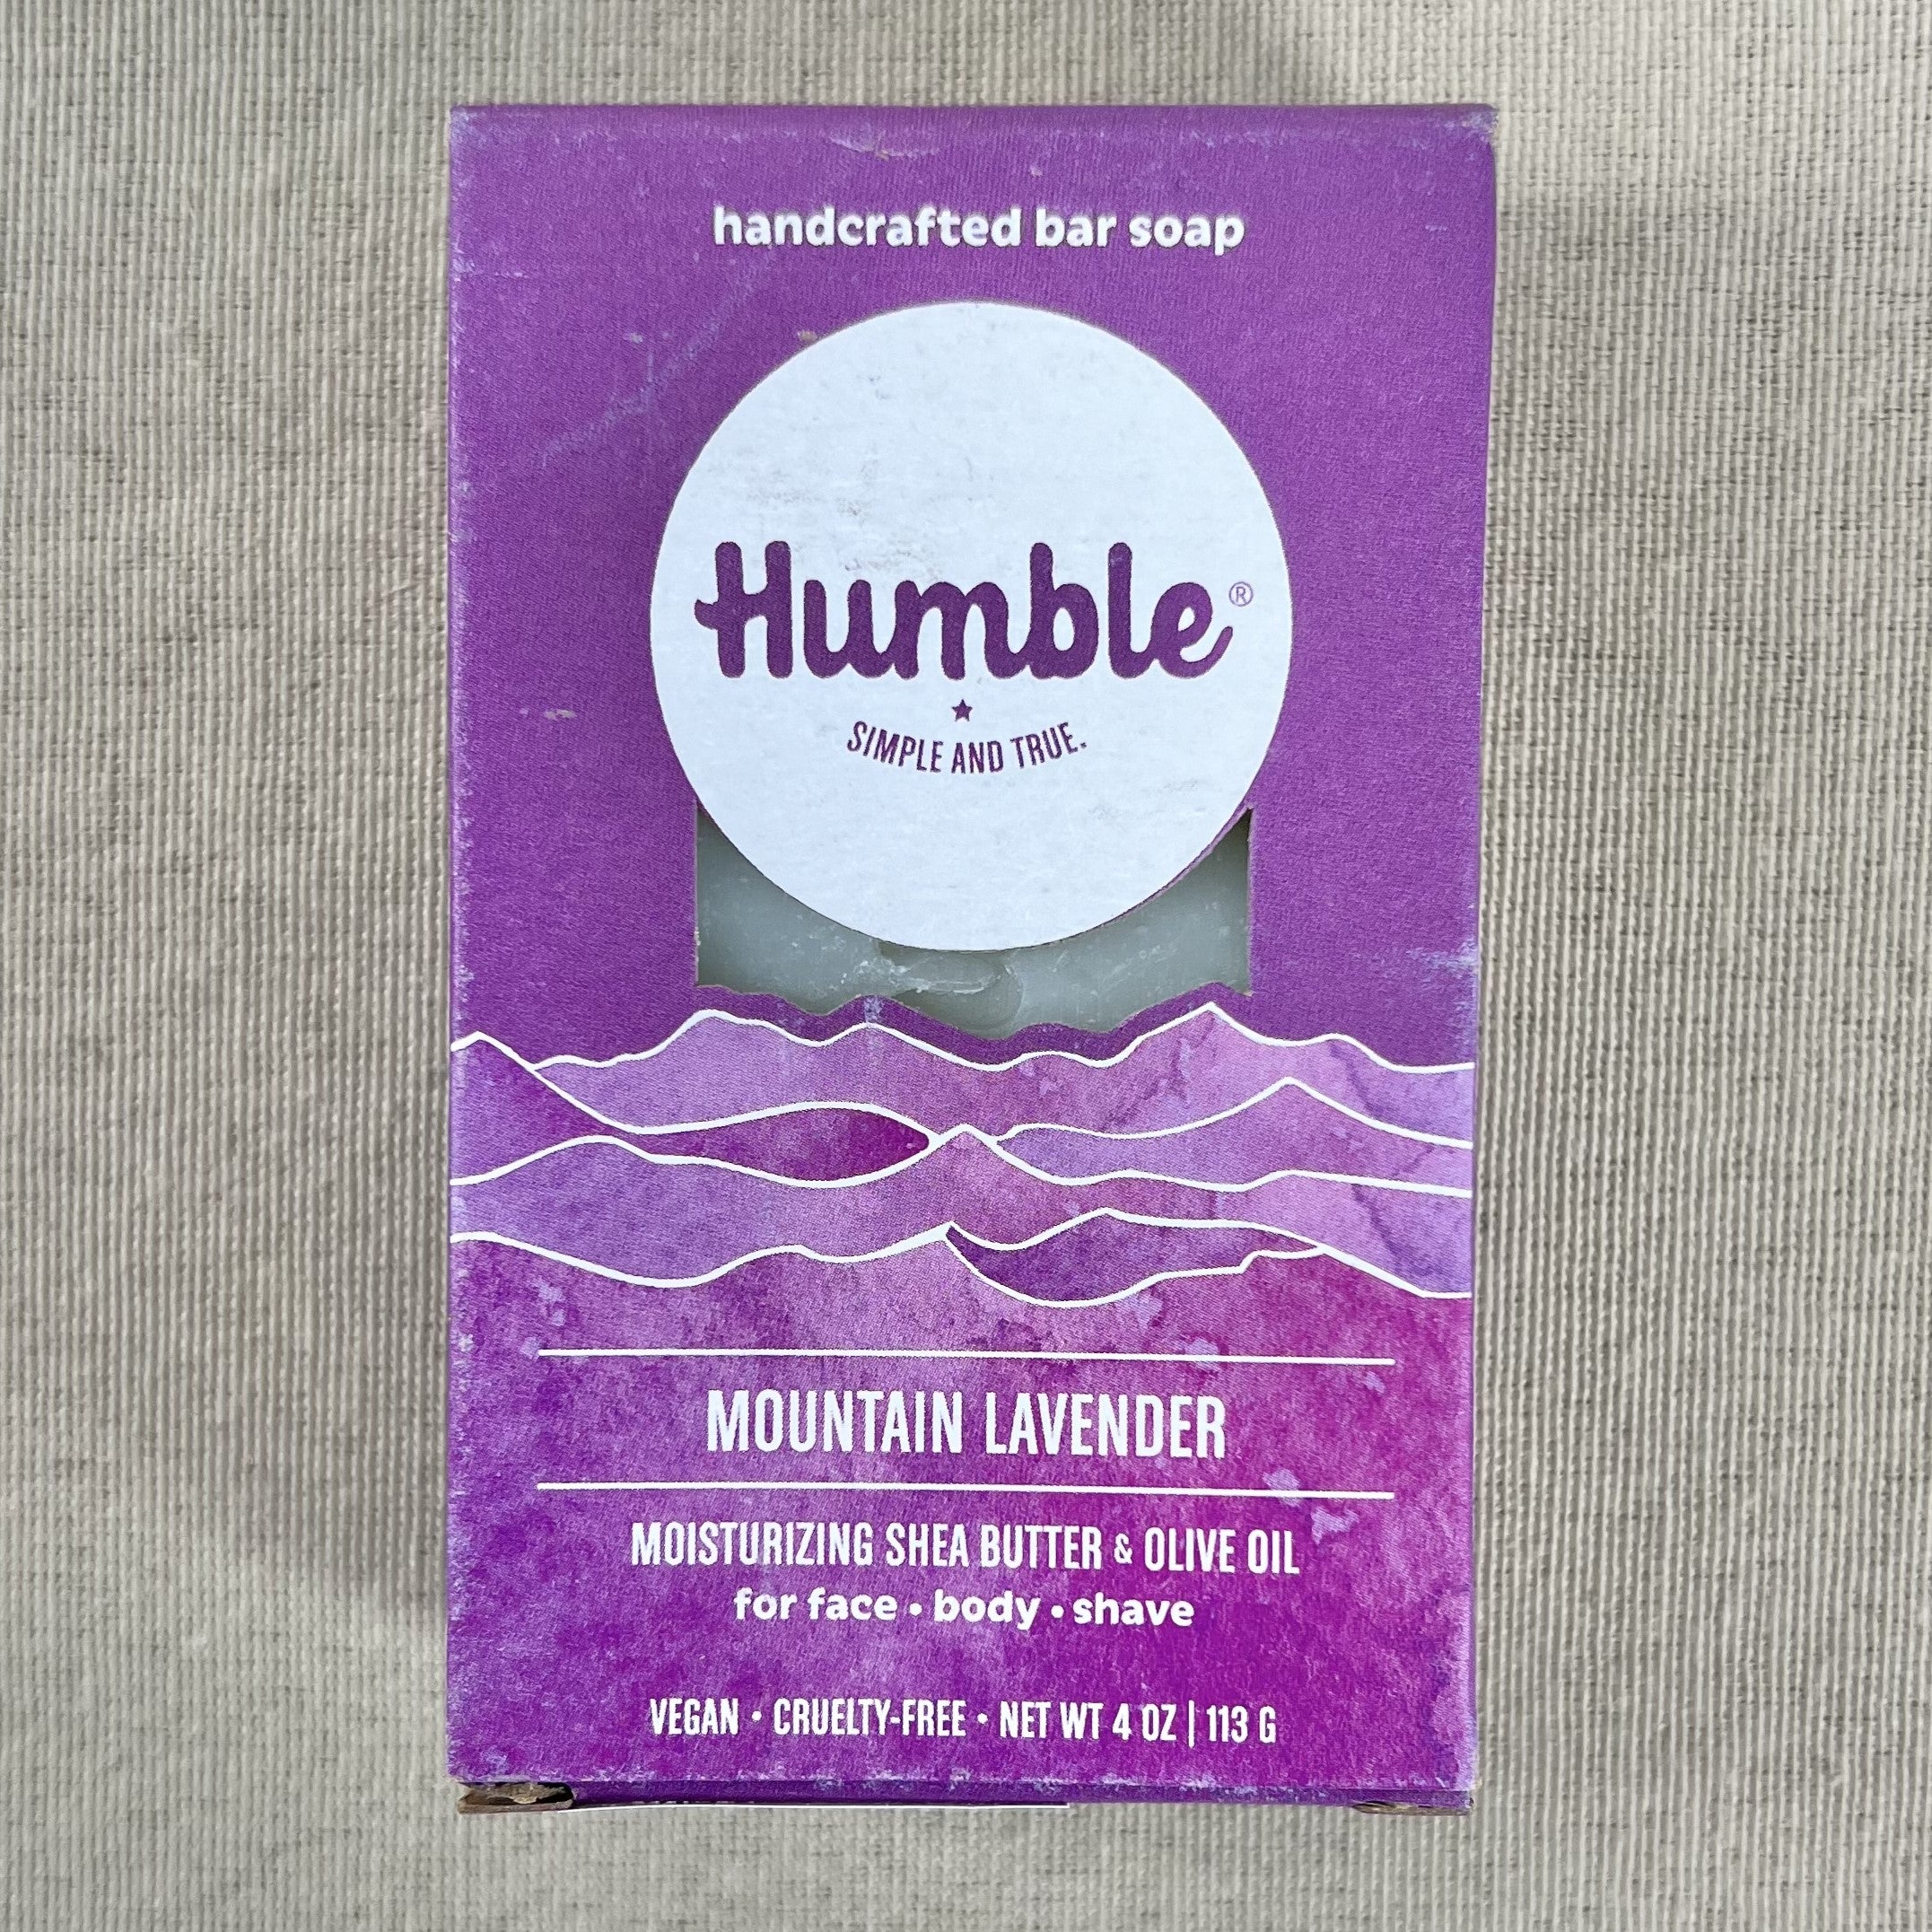 handcrafted bar soap
Humble®
SIMPLE AND TRUE.
MOUNTAIN LAVENDER
MOISTURIZING SHEA BUTTER & OLIVE OIL
for face • body • shave
VEGAN • CRUELTY-FREE • NET WT 4 OZ | 113 G